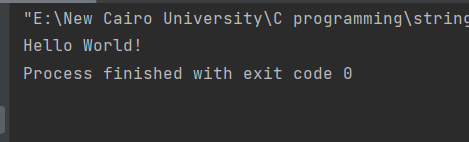 "E:\New Cairo University\C programming\string
Hello World!
Process finished with exit code 0